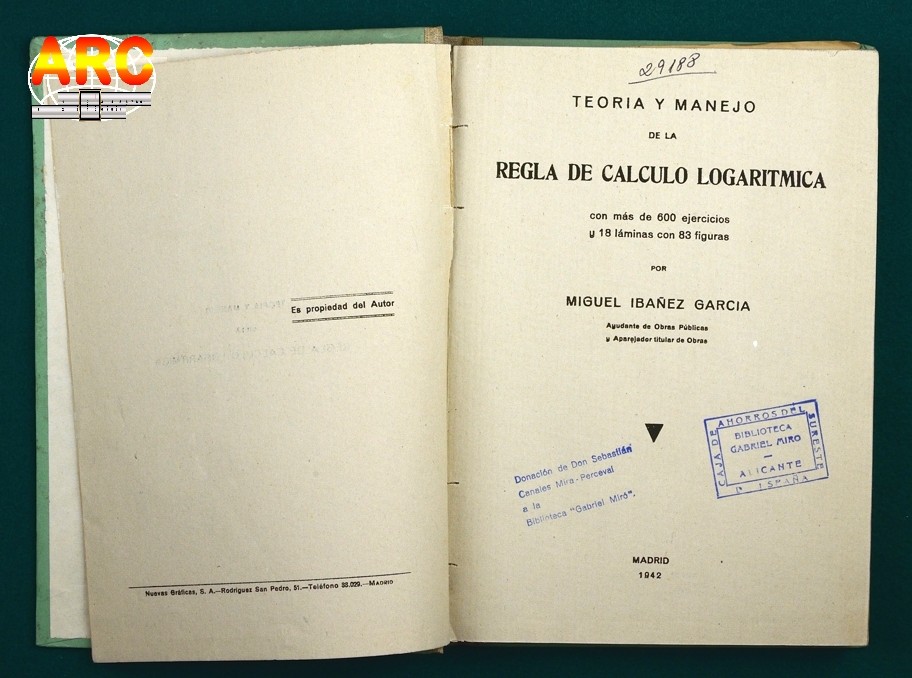 ARC
Es propiedad del Autor
Nuevas Gráficas, S. A.—Rodríguez San Pedro, 51.—Teléfono 38.029.—MADRID
29188
TEORIA Y MANEJO
DE LA
REGLA DE CALCULO LOGARITMICA
con más de 600 ejercicios
y 18 láminas con 83 figuras
POR
MIGUEL IBAÑEZ GARCIA
Ayudante de Obras Públicas
y Aparejador titular de Obras
Donación de Don Sebastián
Canales Mira-Perceval
a la
Biblioteca "Gabriel Miró".
CAJA DE AHORROS DEL SURESTE
BIBLIOTECA
GABRIEL MIRO
—
ALICANTE
D ESPAÑA
MADRID
1942